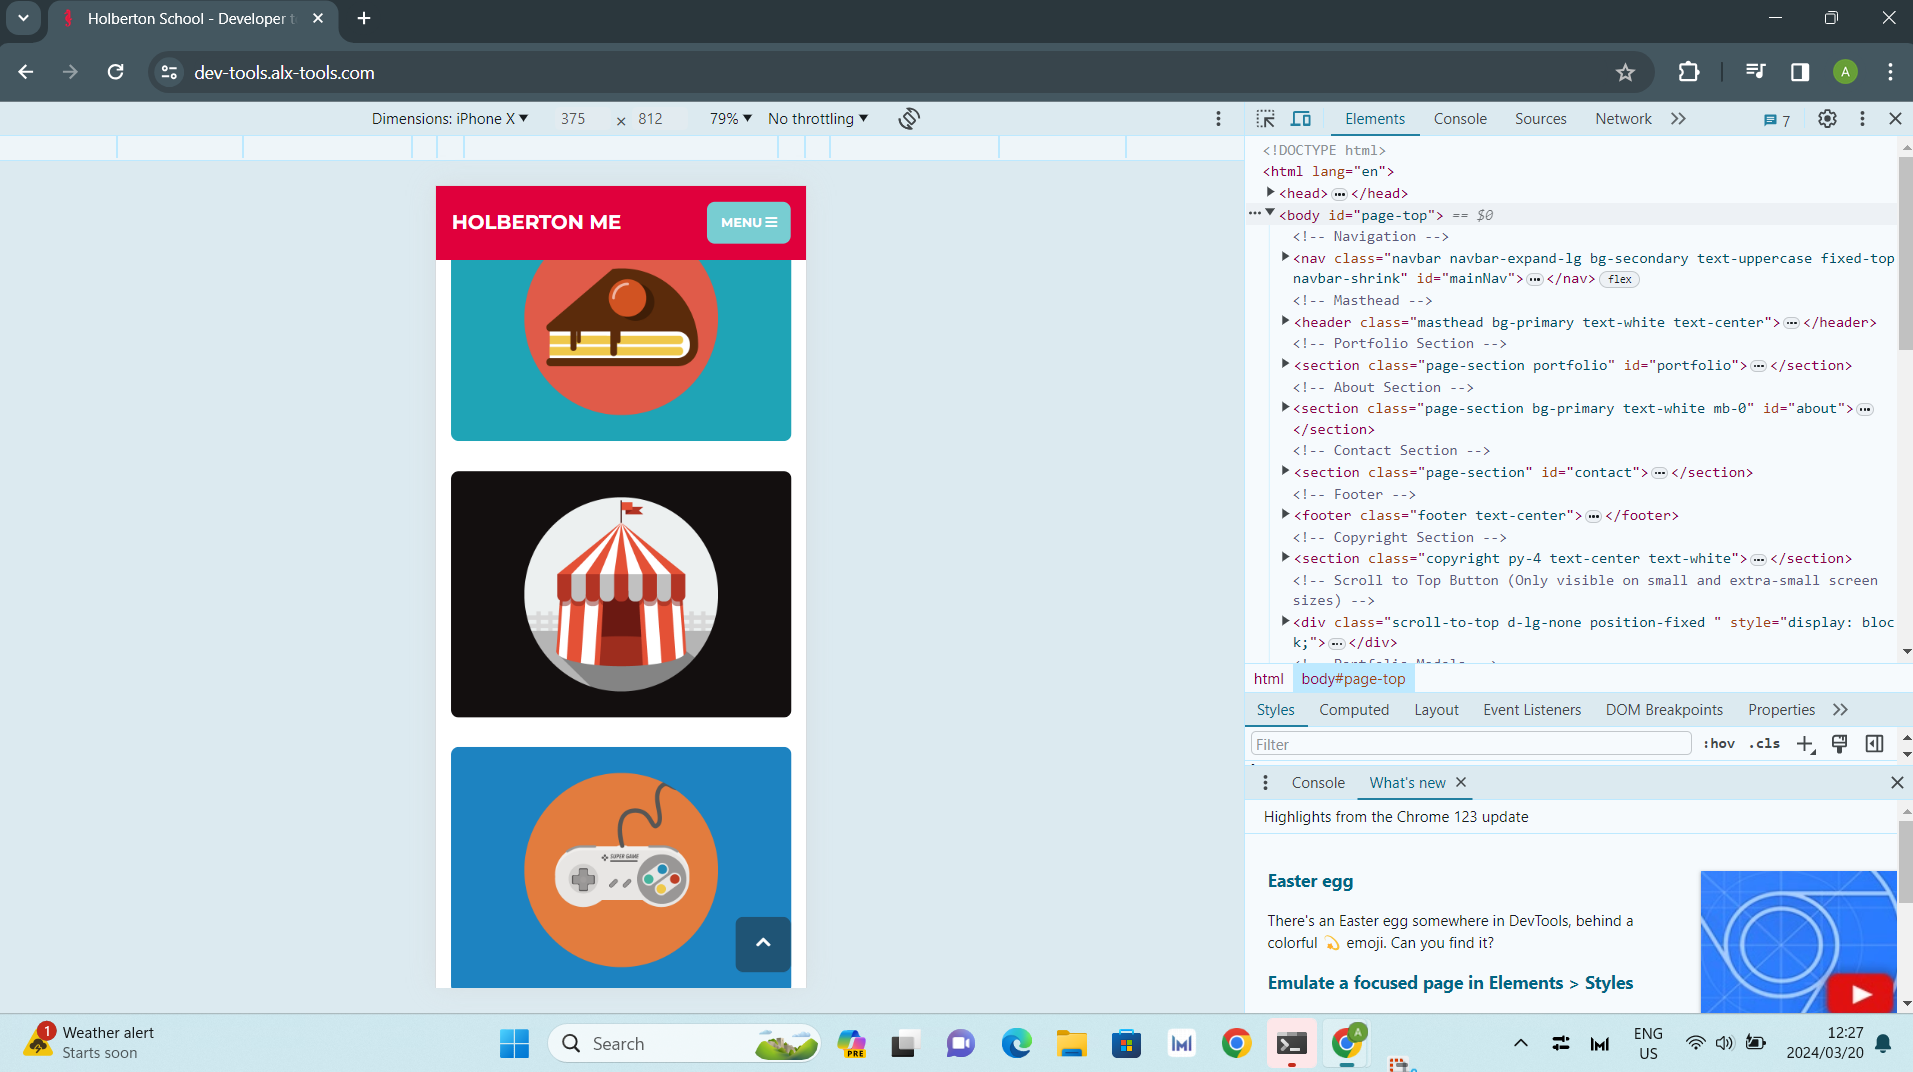 Holberton School - Developer t
dev-tools.alx-tools.com
A
Dimensions: iPhone X 375 × 812 79% No throttling
Elements Console Sources Network 7
HOLBERTON ME
MENU
SUPER GAME
<!DOCTYPE html>
<html lang="en">
<head> </head>
<body id="page-top"> == $0
<!-- Navigation -->
<nav class="navbar navbar-expand-lg bg-secondary text-uppercase fixed-top
navbar-shrink" id="mainNav"> </nav> flex
<!-- Masthead -->
<header class="masthead bg-primary text-white text-center"> </header>
<!-- Portfolio Section -->
<section class="page-section portfolio" id="portfolio"> </section>
<!-- About Section -->
<section class="page-section bg-primary text-white mb-0" id="about">
</section>
<!-- Contact Section -->
<section class="page-section" id="contact"> </section>
<!-- Footer -->
<footer class="footer text-center"> </footer>
<!-- Copyright Section -->
<section class="copyright py-4 text-center text-white"> </section>
<!-- Scroll to Top Button (Only visible on small and extra-small screen
sizes) -->
<div class="scroll-to-top d-lg-none position-fixed " style="display: bloc
k;"> </div>
html body#page-top
Styles Computed Layout Event Listeners DOM Breakpoints Properties
Filter :hov .cls
Console What's new
Highlights from the Chrome 123 update
Easter egg
There's an Easter egg somewhere in DevTools, behind a
colorful 💫 emoji. Can you find it?
Emulate a focused page in Elements > Styles
1
Weather alert
Starts soon
Search
PRE
A
ENG
US
12:27
2024/03/20